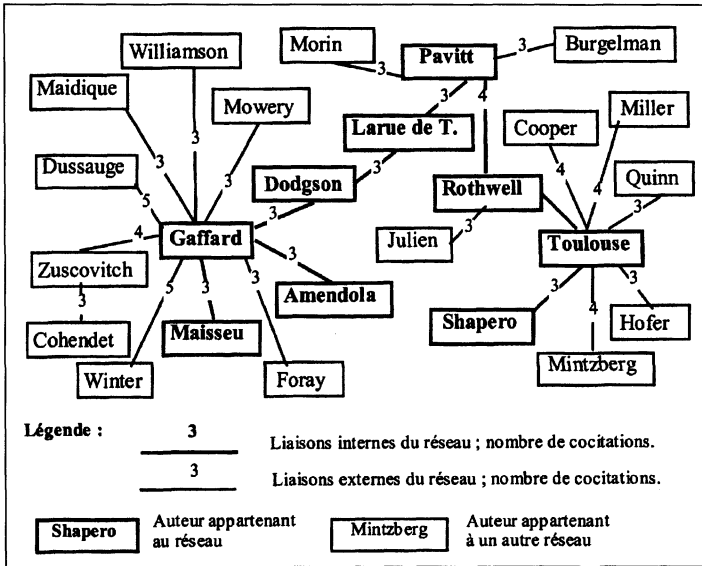 Williamson
Morin
Pavitt
3
Burgelman
3
Maidique
Mowery
3
4
Miller
Larue de T.
Cooper
3
3
3
Dussauge
Dodgson
3
4
4
Quinn
5
Rothwell
3
3
Gaffard
3
4
Julien
Toulouse
Zuscovitch
3
5
3
3
Amendola
3
3
3
4
Shapero
Hofer
Cohendet
Maisseu
Winter
Foray
Mintzberg
Légende :
3
Liaisons internes du réseau ; nombre de cocitations.
3
Liaisons externes du réseau ; nombre de cocitations.
Shapero
Auteur appartenant
au réseau
Mintzberg
Auteur appartenant
à un autre réseau